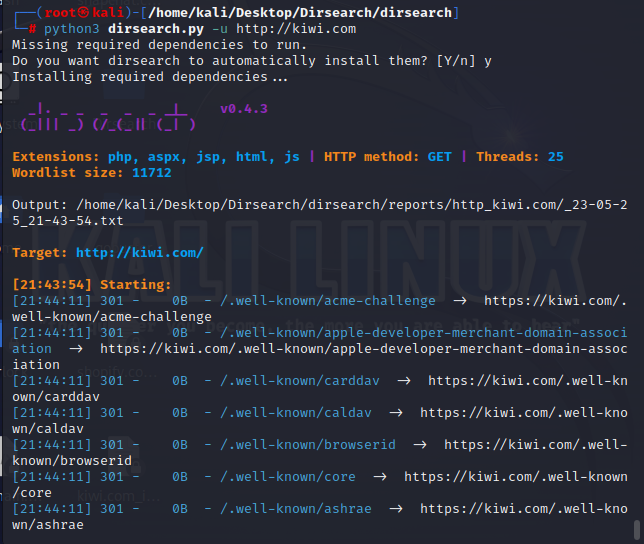 (root㉿kali)-[/home/kali/Desktop/Dirsearch/dirsearch]
# python3 dirsearch.py -u http://kiwi.com
Missing required dependencies to run.
Do you want dirsearch to automatically install them? [Y/n] y
Installing required dependencies...
_|. _ _  _  _  _ _|_    v0.4.3
(_||| _) (/_(_|| (_| )
Extensions: php, aspx, jsp, html, js | HTTP method: GET | Threads: 25
Wordlist size: 11712
Output: /home/kali/Desktop/Dirsearch/dirsearch/reports/http_kiwi.com/_23-05-2
5_21-43-54.txt
Target: http://kiwi.com/
KALI LINUX
[21:43:54] Starting:
[21:44:11] 301 -    0B  - /.well-known/acme-challenge  →  https://kiwi.com/.
well-known/acme-challenge
[21:44:11] 301 -    0B  - /.well-known/apple-developer-merchant-domain-associ
ation  →  https://kiwi.com/.well-known/apple-developer-merchant-domain-assoc
iation
[21:44:11] 301 -    0B  - /.well-known/carddav  →  https://kiwi.com/.well-kn
own/carddav
[21:44:11] 301 -    0B  - /.well-known/caldav  →  https://kiwi.com/.well-kno
wn/caldav
[21:44:11] 301 -    0B  - /.well-known/browserid  →  https://kiwi.com/.well-
known/browserid
[21:44:11] 301 -    0B  - /.well-known/core  →  https://kiwi.com/.well-known
/core
[21:44:11] 301 -    0B  - /.well-known/ashrae  →  https://kiwi.com/.well-kno
wn/ashrae